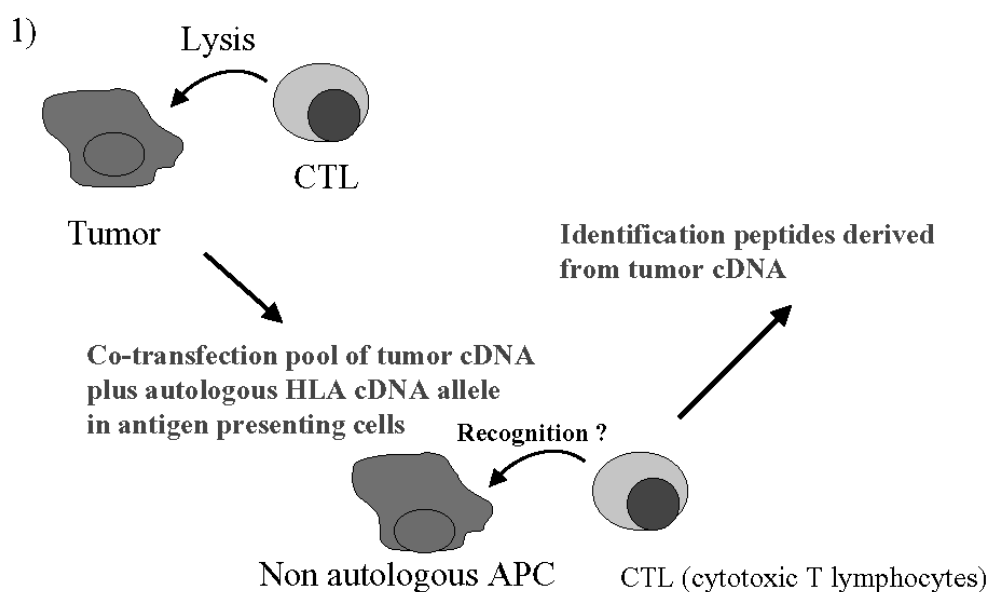 1)
Lysis
CTL
Tumor
Identification peptides derived
from tumor cDNA
Co-transfection pool of tumor cDNA
plus autologous HLA cDNA allele
in antigen presenting cells
Recognition ?
Non autologous APC
CTL (cytotoxic T lymphocytes)